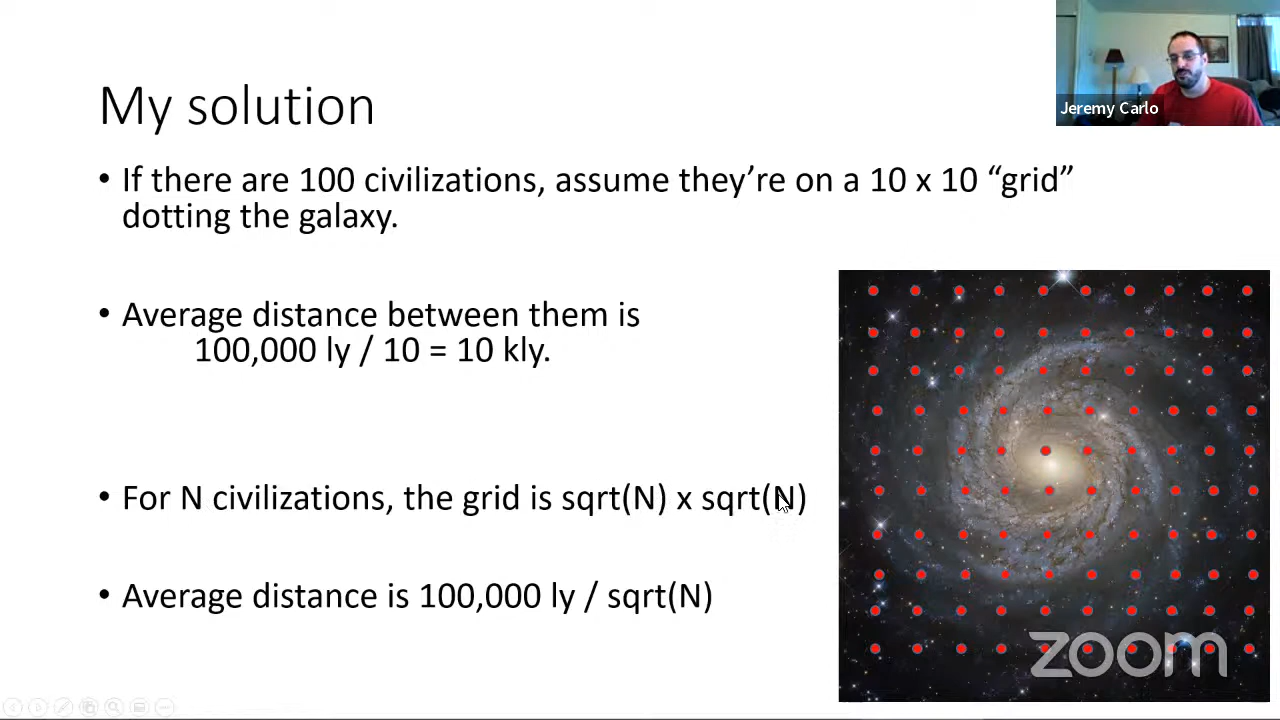 My solution
Jeremy Carlo
• If there are 100 civilizations, assume they’re on a 10 x 10 “grid”
dotting the galaxy.
• Average distance between them is
100,000 ly / 10 = 10 kly.
• For N civilizations, the grid is sqrt(N) x sqrt(N)
• Average distance is 100,000 ly / sqrt(N)
zoom